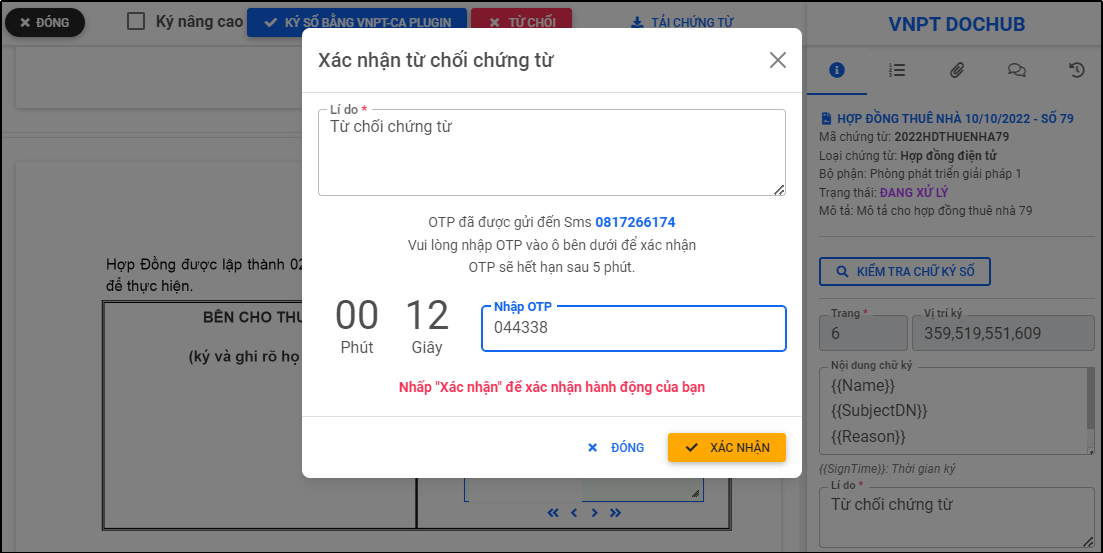 ĐÓNG
Ký nâng cao
KÝ SỐ BẰNG VNPT-CA PLUGIN
TỪ CHỐI
TẢI CHỨNG TỪ
VNPT DOCHUB
Xác nhận từ chối chứng từ
Lí do *
Từ chối chứng từ
OTP đã được gửi đến Sms 0817266174
Vui lòng nhập OTP vào ô bên dưới để xác nhận
OTP sẽ hết hạn sau 5 phút.
00
Phút
12
Giây
Nhập OTP
044338
Nhấp "Xác nhận" để xác nhận hành động của bạn
ĐÓNG
XÁC NHẬN
Hợp Đồng được lập thành 02
để thực hiện.
BÊN CHO THU
(ký và ghi rõ họ
HỢP ĐỒNG THUÊ NHÀ 10/10/2022 - SỐ 79
Mã chứng từ: 2022HDTHUENHA79
Loại chứng từ: Hợp đồng điện tử
Bộ phận: Phòng phát triển giải pháp 1
Trạng thái: ĐANG XỬ LÝ
Mô tả: Mô tả cho hợp đồng thuê nhà 79
KIỂM TRA CHỮ KÝ SỐ
Trang *
6
Vị trí ký
359,519,551,609
Nội dung chữ ký
{{Name}}
{{SubjectDN}}
{{Reason}}
{{SignTime}}: Thời gian ký
Lí do *
Từ chối chứng từ